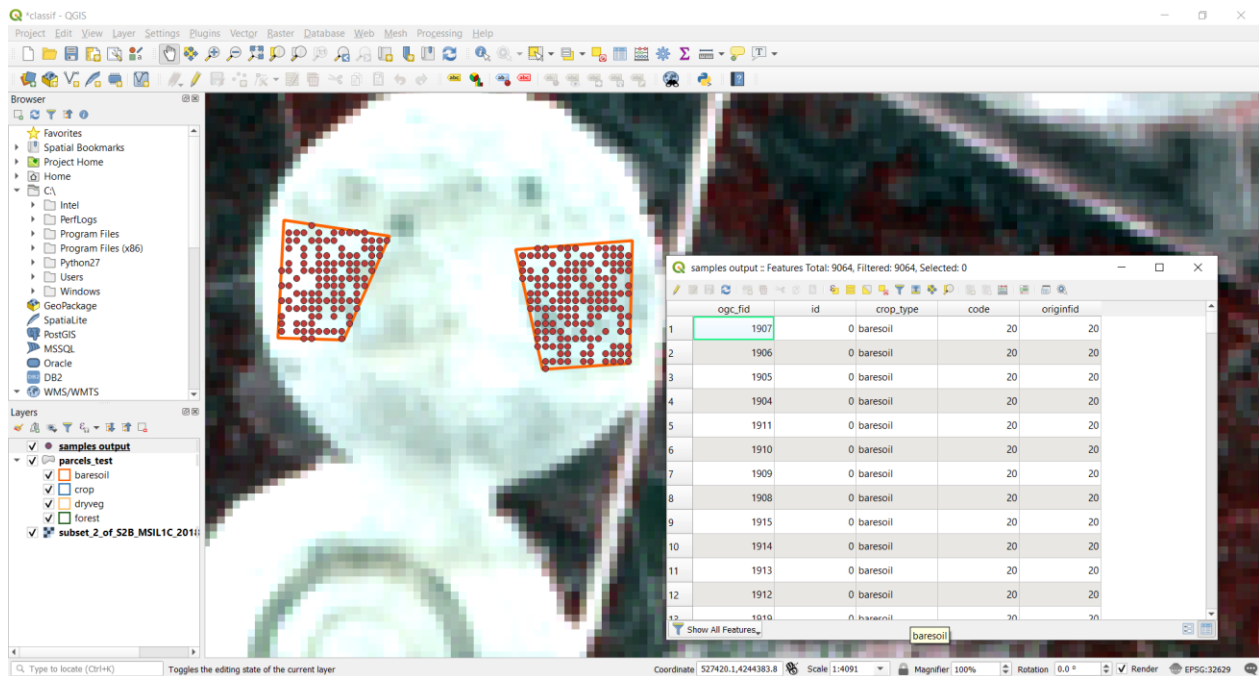 *classif - QGIS
Project Edit View Layer Settings Plugins Vector Raster Database Web Mesh Processing Help
Browser
Favorites
Spatial Bookmarks
Project Home
Home
C:\
Intel
PerfLogs
Program Files
Program Files (x86)
Python27
Users
Windows
GeoPackage
SpatiaLite
PostGIS
MSSQL
Oracle
DB2
WMS/WMTS
Layers
samples output
parcels_test
baresoil
crop
dryveg
forest
subset_2_of_S2B_MSIL1C_2018
samples output :: Features Total: 9064, Filtered: 9064, Selected: 0
ogc_fid id crop_type code originfid
1 1907 0 baresoil 20 20
2 1906 0 baresoil 20 20
3 1905 0 baresoil 20 20
4 1904 0 baresoil 20 20
5 1911 0 baresoil 20 20
6 1910 0 baresoil 20 20
7 1909 0 baresoil 20 20
8 1908 0 baresoil 20 20
9 1915 0 baresoil 20 20
10 1914 0 baresoil 20 20
11 1913 0 baresoil 20 20
12 1912 0 baresoil 20 20
13 1919 0 baresoil 20 20
Show All Features
baresoil
Type to locate (Ctrl+K) Toggles the editing state of the current layer Coordinate 527420.1,4244383.8 Scale 1:4091 Magnifier 100% Rotation 0.0 ° Render EPSG:32629